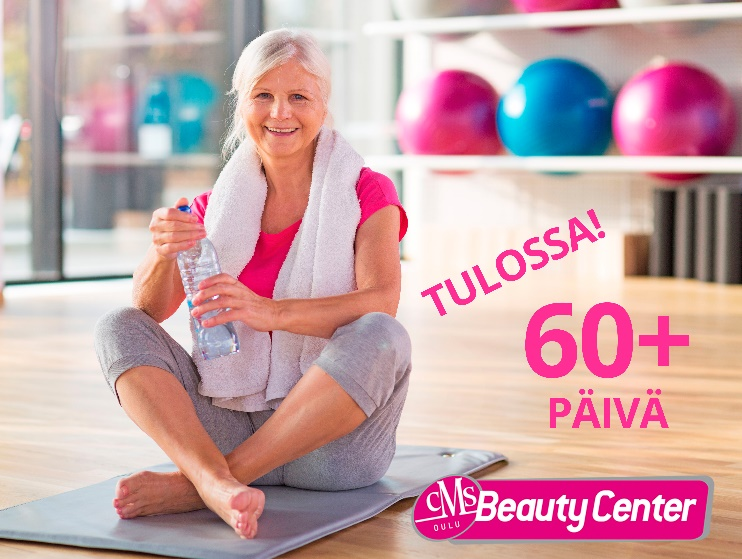 TULOSSA!
60+
PÄIVÄ
CMS
OULU
Beauty Center